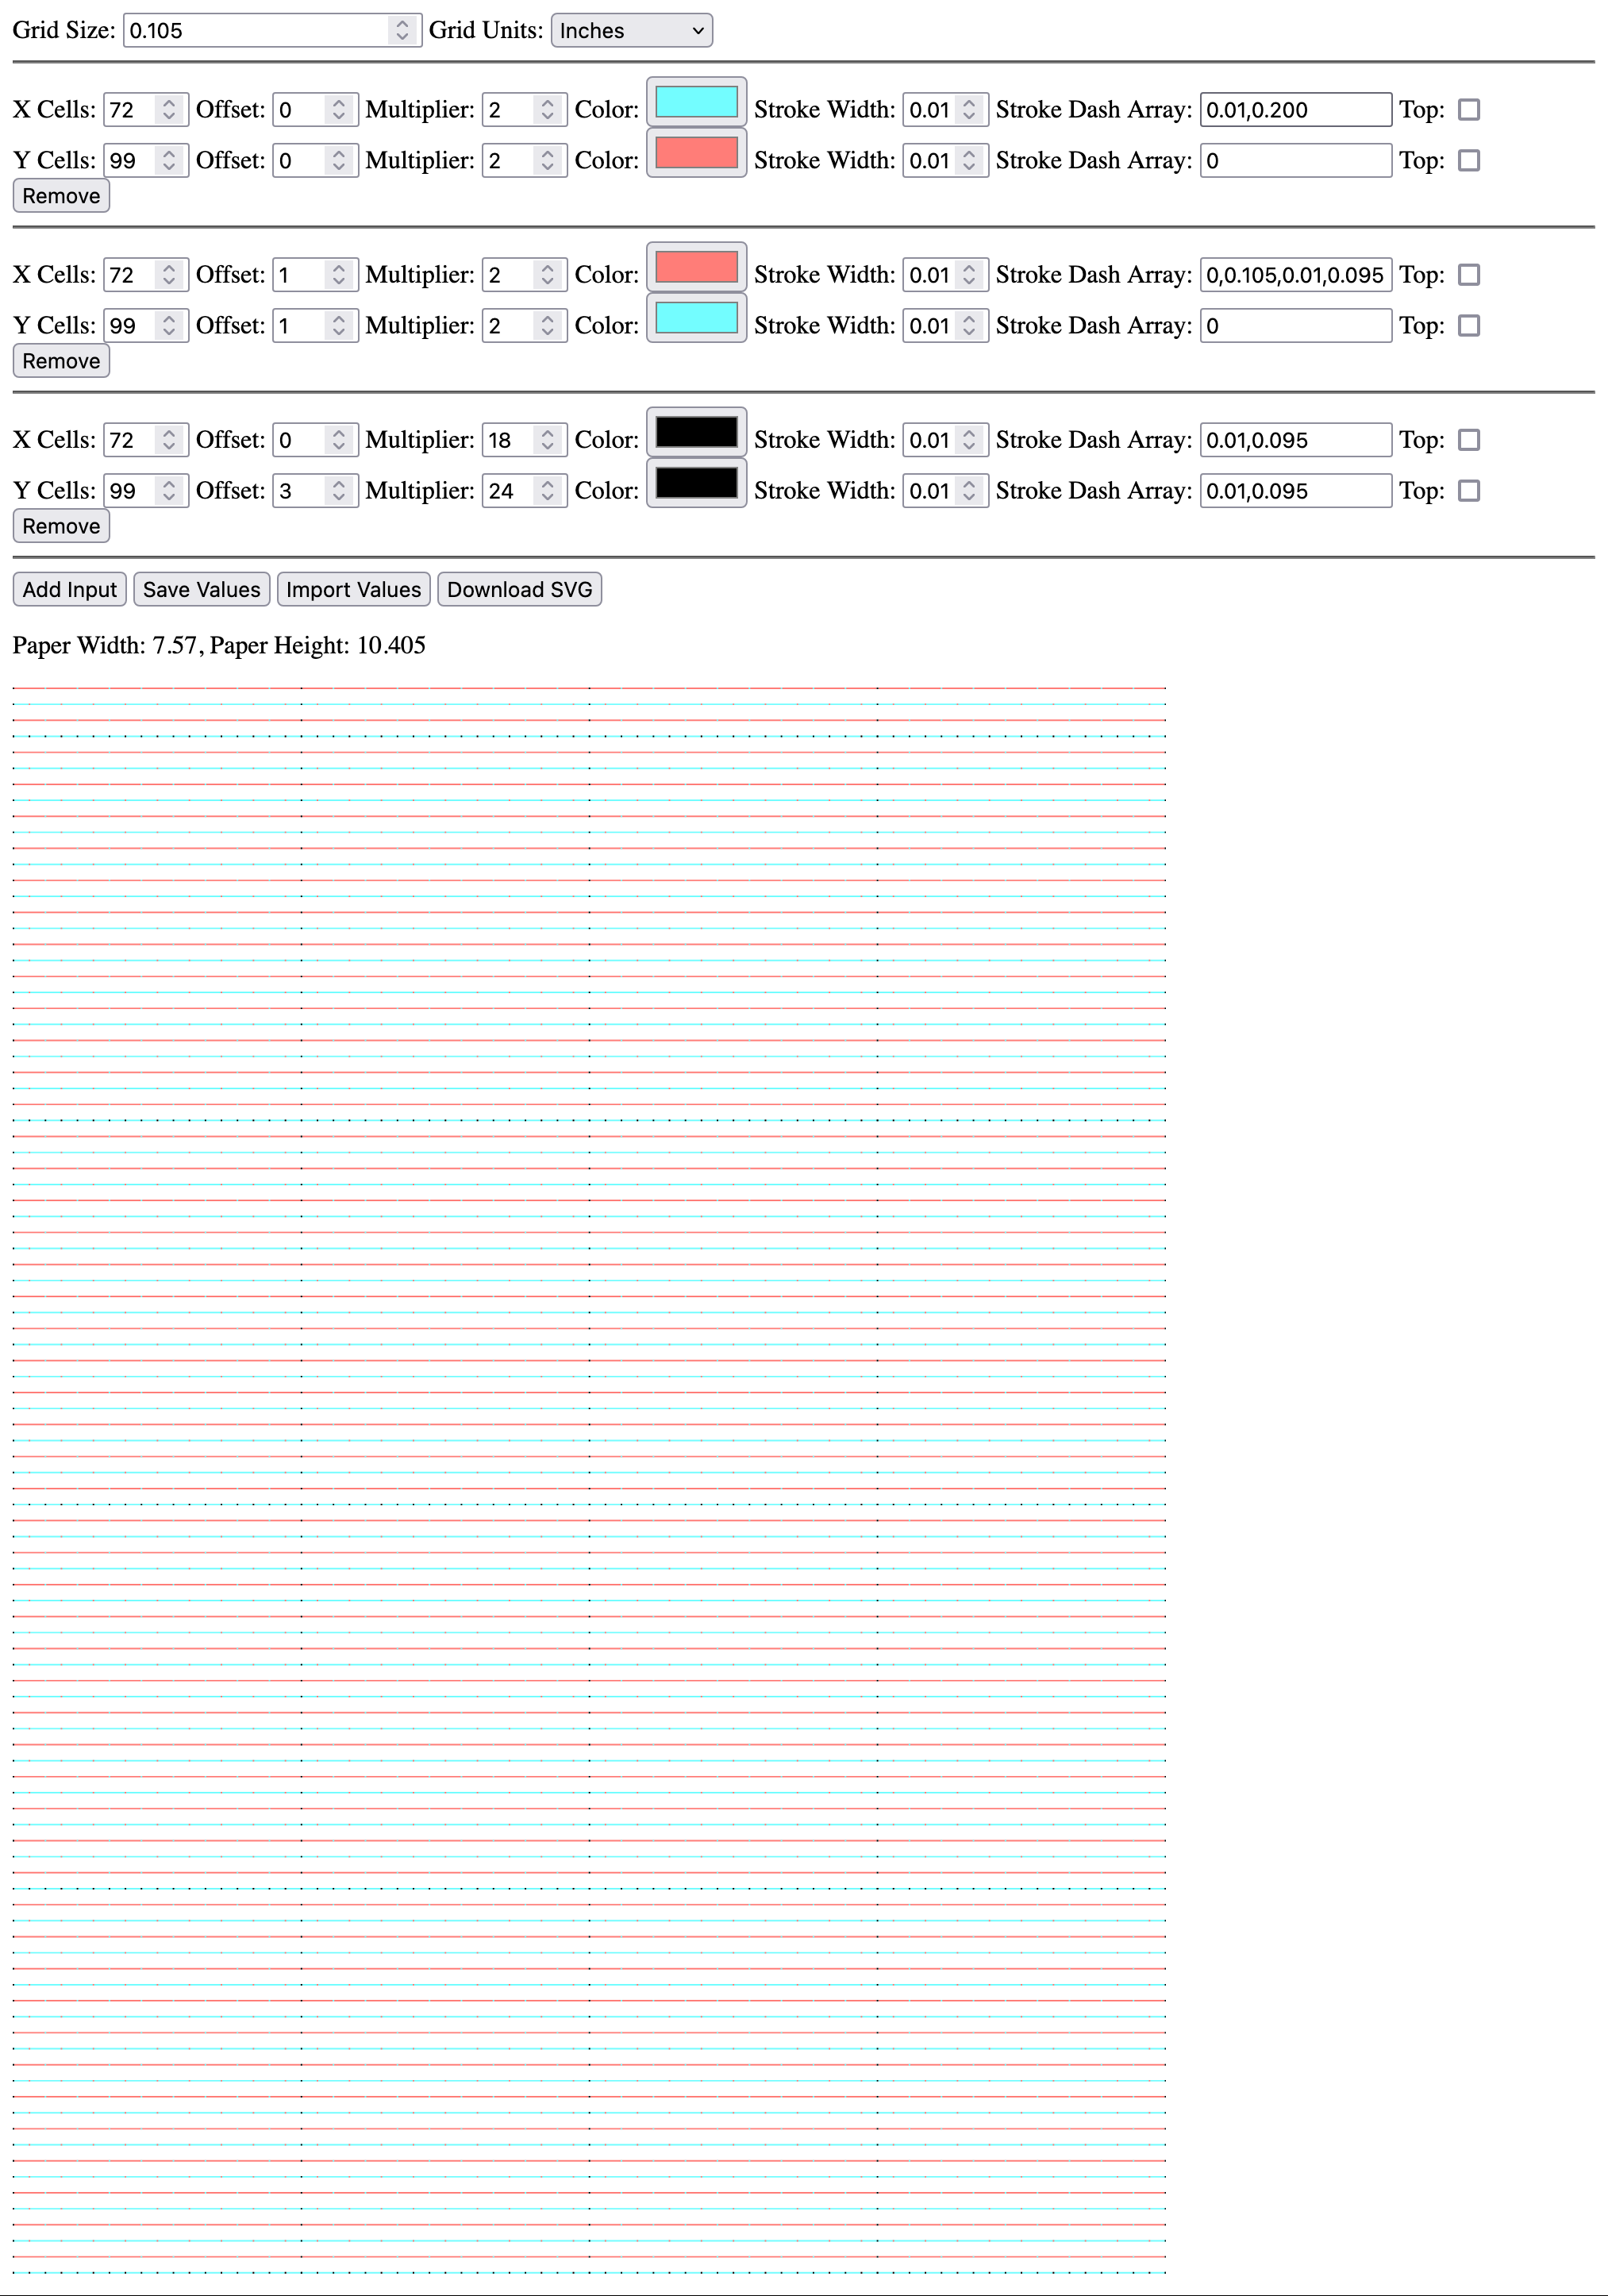 Grid Size: 0.105 Grid Units: Inches
X Cells: 72 Offset: 0 Multiplier: 2 Color: Stroke Width: 0.01 Stroke Dash Array: 0.01,0.200 Top:
Y Cells: 99 Offset: 0 Multiplier: 2 Color: Stroke Width: 0.01 Stroke Dash Array: 0 Top:
Remove
X Cells: 72 Offset: 1 Multiplier: 2 Color: Stroke Width: 0.01 Stroke Dash Array: 0,0.105,0.01,0.095 Top:
Y Cells: 99 Offset: 1 Multiplier: 2 Color: Stroke Width: 0.01 Stroke Dash Array: 0 Top:
Remove
X Cells: 72 Offset: 0 Multiplier: 18 Color: Stroke Width: 0.01 Stroke Dash Array: 0.01,0.095 Top:
Y Cells: 99 Offset: 3 Multiplier: 24 Color: Stroke Width: 0.01 Stroke Dash Array: 0.01,0.095 Top:
Remove
Add Input Save Values Import Values Download SVG
Paper Width: 7.57, Paper Height: 10.405